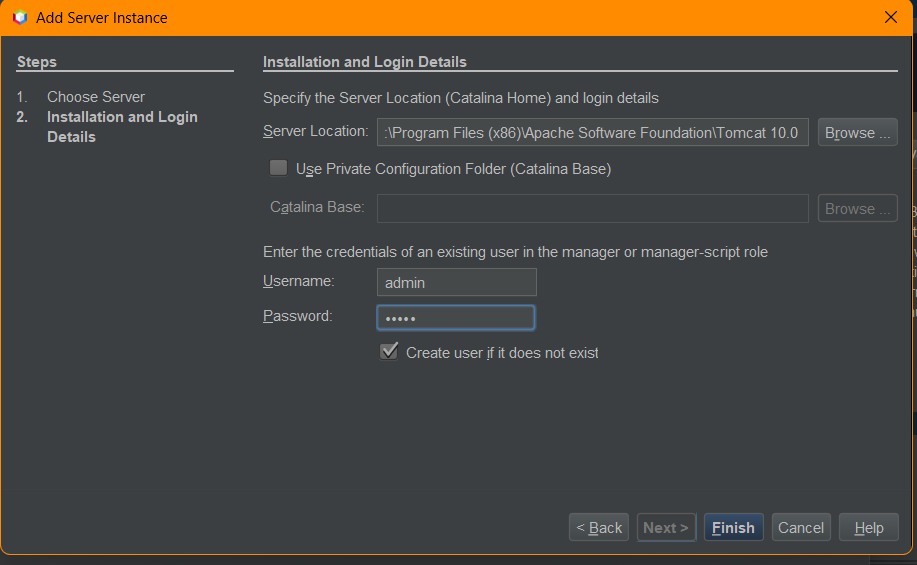 Add Server Instance
Steps
1. Choose Server
2. Installation and Login
Details
Installation and Login Details
Specify the Server Location (Catalina Home) and login details
Server Location: :\Program Files (x86)\Apache Software Foundation\Tomcat 10.0 Browse ...
Use Private Configuration Folder (Catalina Base)
Catalina Base: Browse ...
Enter the credentials of an existing user in the manager or manager-script role
Username: admin
Password: •••••
Create user if it does not exist
< Back Next > Finish Cancel Help